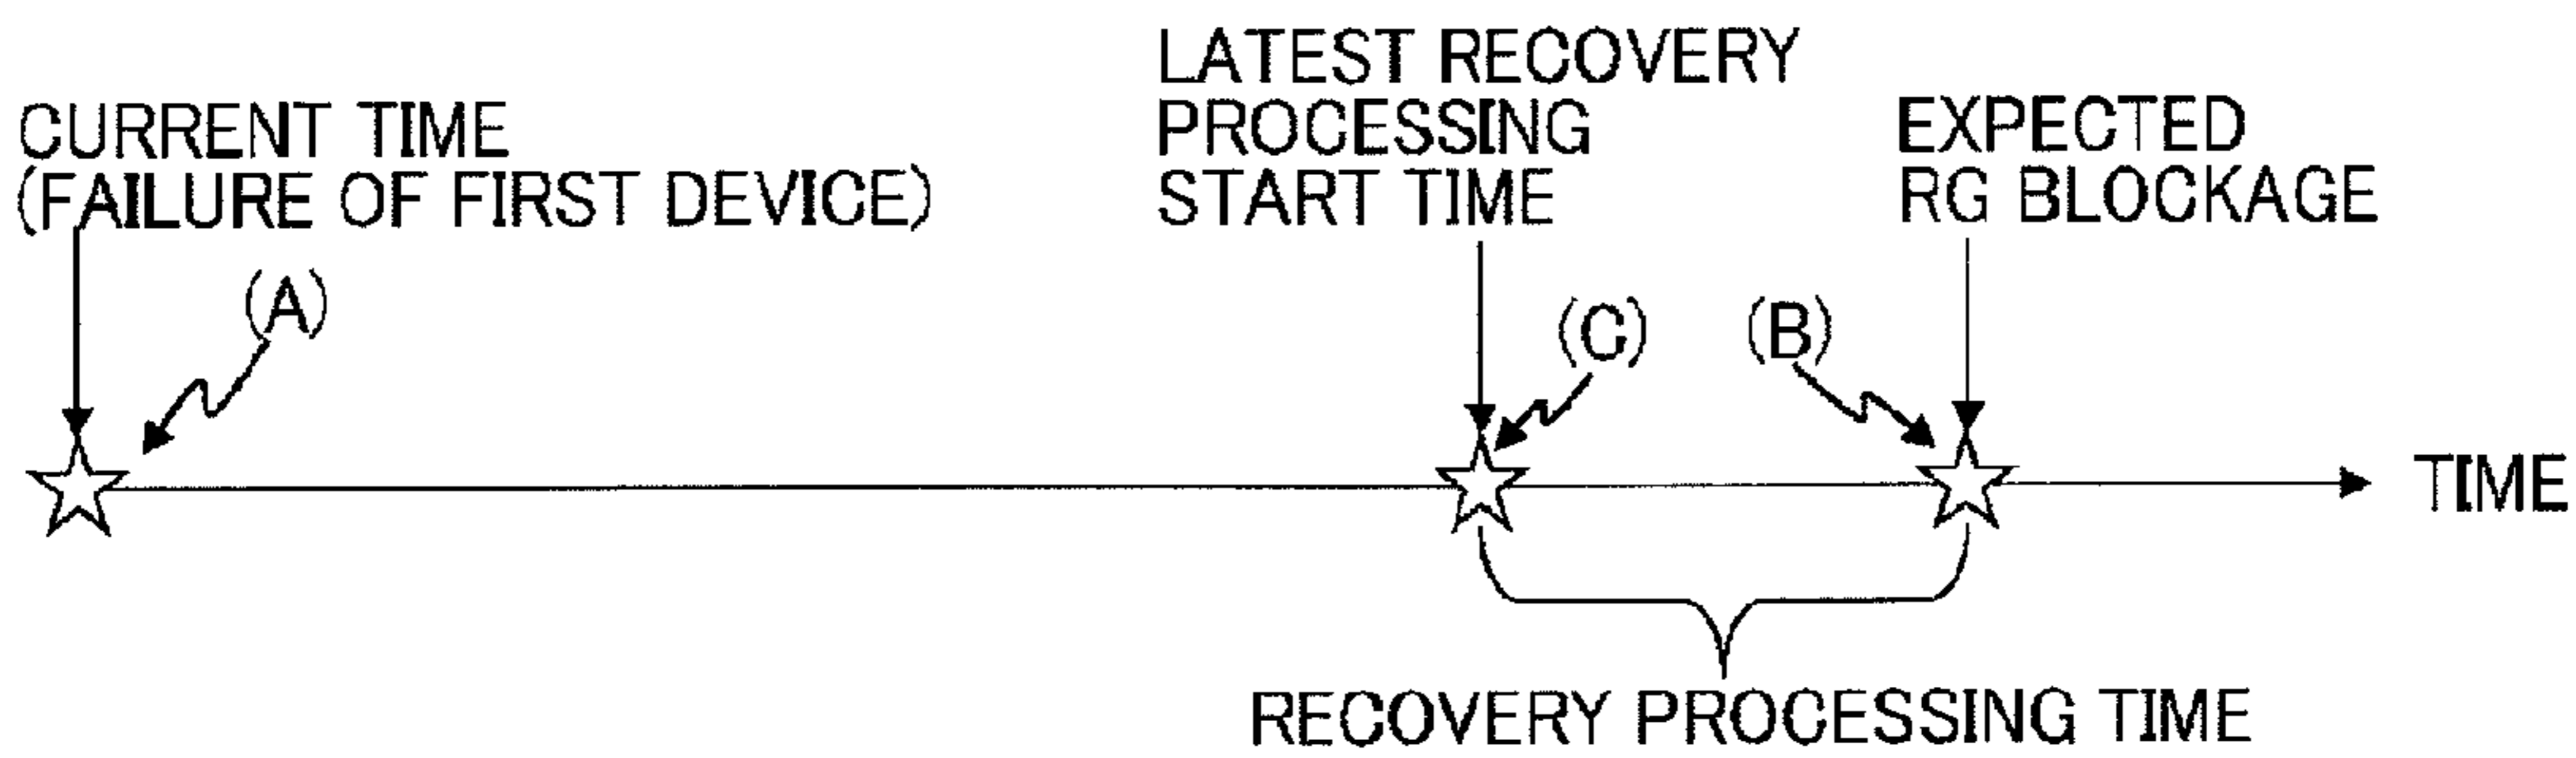 CURRENT TIME
(FAILURE OF FIRST DEVICE)
LATEST RECOVERY
PROCESSING
START TIME
EXPECTED
RG BLOCKAGE
(A)
(C)
(B)
TIME
RECOVERY PROCESSING TIME